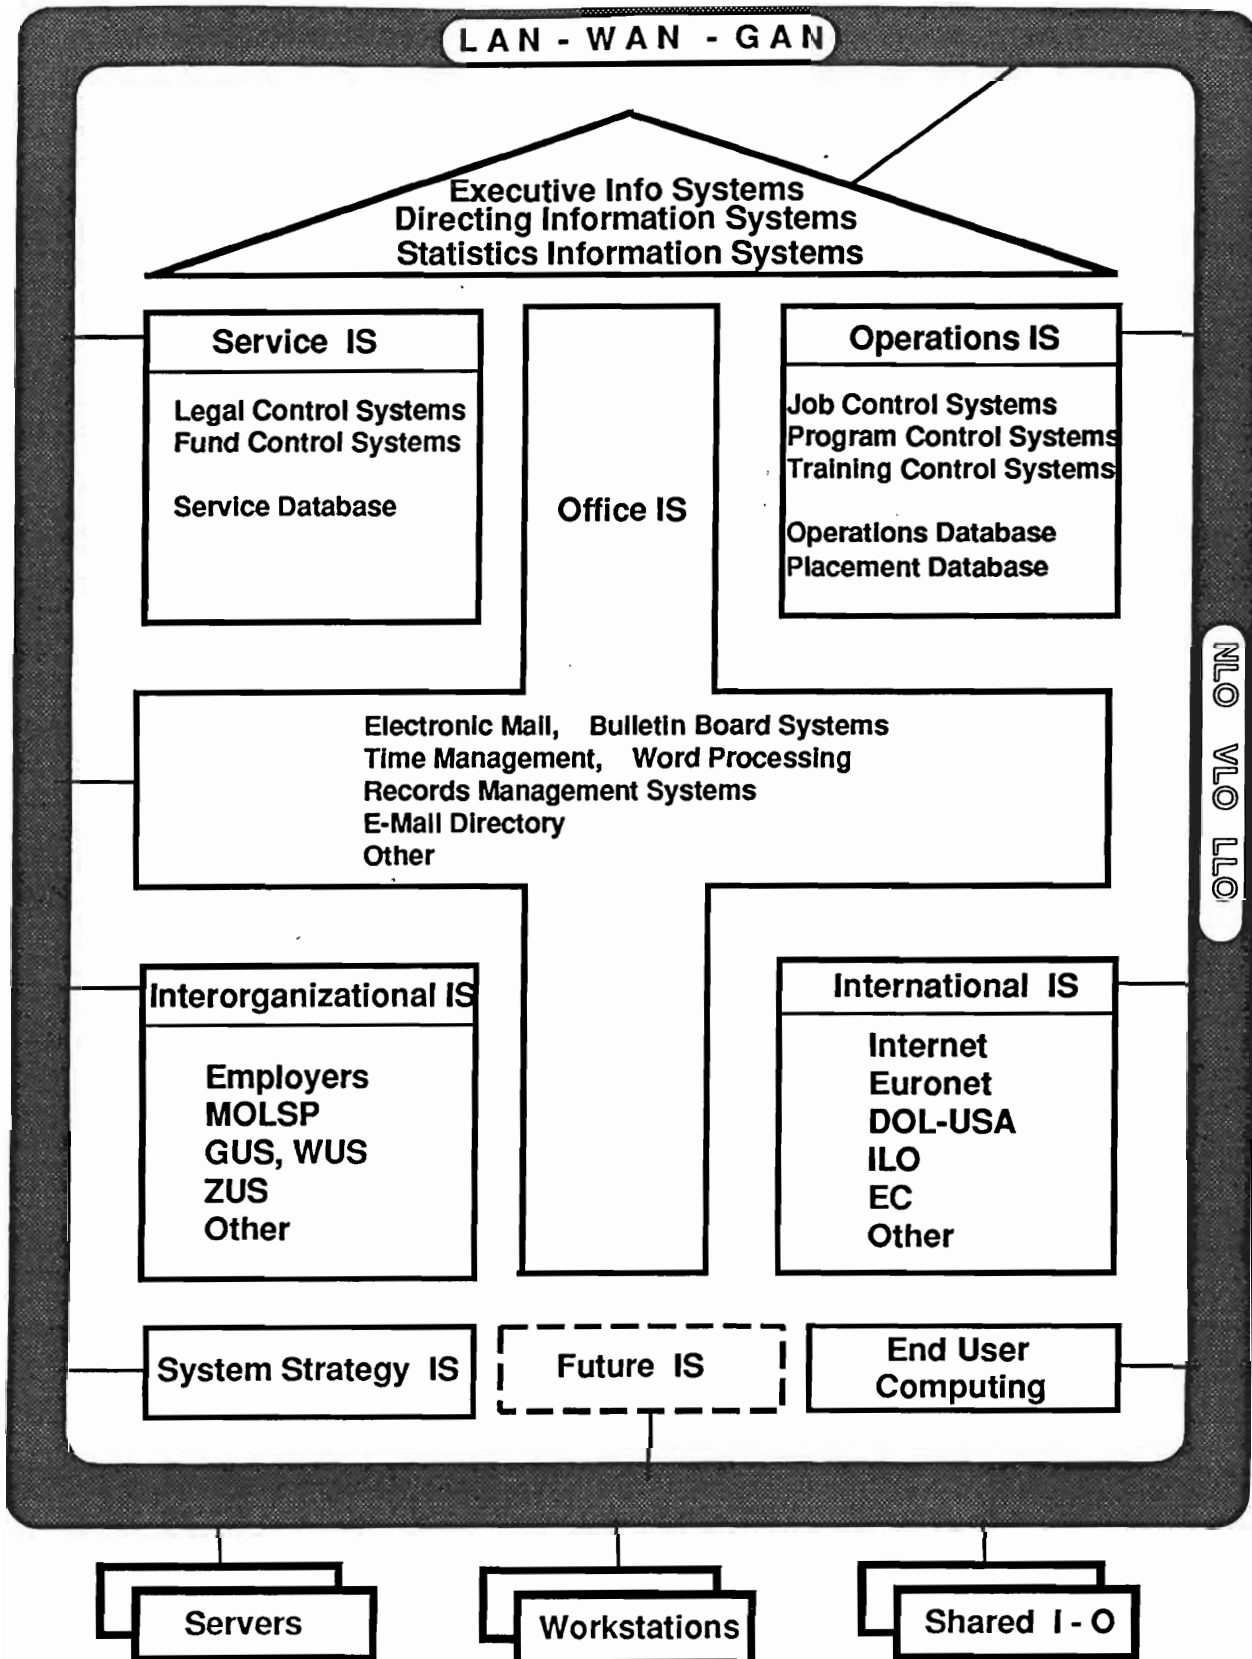 LAN - WAN - GAN
Executive Info Systems
Directing Information Systems
Statistics Information Systems
Service IS
Legal Control Systems
Fund Control Systems
Service Database
Office IS
Operations IS
Job Control Systems
Program Control Systems
Training Control Systems
Operations Database
Placement Database
NLO VLO LLO
Electronic Mail, Bulletin Board Systems
Time Management, Word Processing
Records Management Systems
E-Mail Directory
Other
Interorganizational IS
Employers
MOLSP
GUS, WUS
ZUS
Other
International IS
Internet
Euronet
DOL-USA
ILO
EC
Other
System Strategy IS
Future IS
End User
Computing
Servers
Workstations
Shared I - O